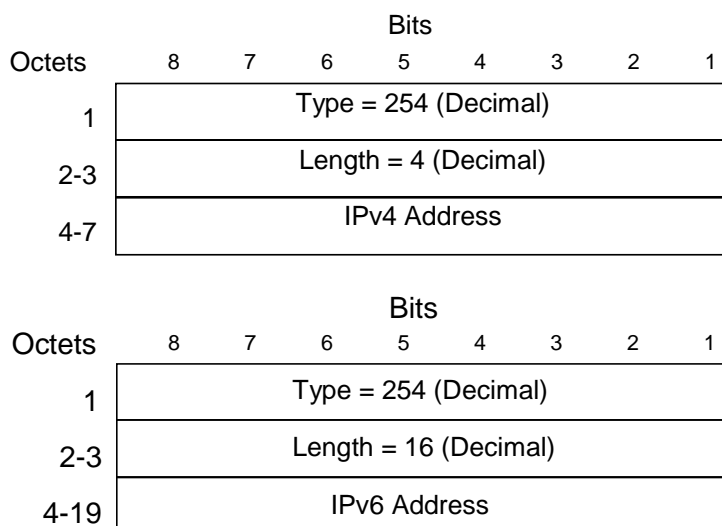 Bits
Octets 8 7 6 5 4 3 2 1
1 Type = 254 (Decimal)
2-3 Length = 4 (Decimal)
4-7 IPv4 Address
Bits
Octets 8 7 6 5 4 3 2 1
1 Type = 254 (Decimal)
2-3 Length = 16 (Decimal)
4-19 IPv6 Address